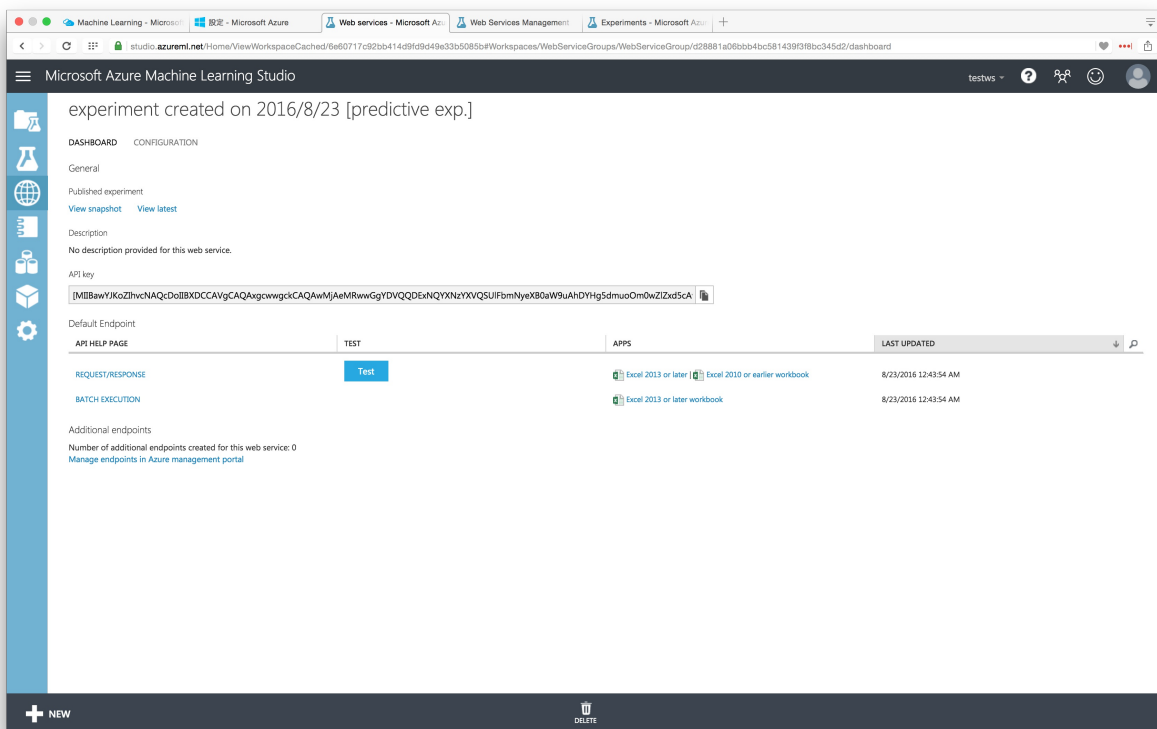 Machine Learning - Microsof 設定 - Microsoft Azure Web services - Microsoft Azu Web Services Management Experiments - Microsoft Azu
studio.azureml.net/Home/ViewWorkspaceCached/6e60717c92bb414d9fd9d49e33b5085b#Workspaces/WebServiceGroups/WebServiceGroup/d28881a06bbb4bc581439f3f8bc345d2/dashboard
Microsoft Azure Machine Learning Studio testws
experiment created on 2016/8/23 [predictive exp.]
DASHBOARD CONFIGURATION
General
Published experiment
View snapshot View latest
Description
No description provided for this web service.
API key
[MIIBawYJKoZIhvcNAQcDoIIBXDCCAVgCAQAxgcwwgckCAQAwMjAeMRwwGgYDVQQDExNQYXNzYXVQSUlFbmNyeXB0aW9uAhDYHg5dmuoOm0wZlZxd5cA
Default Endpoint
API HELP PAGE TEST APPS LAST UPDATED
REQUEST/RESPONSE Test Excel 2013 or later | Excel 2010 or earlier workbook 8/23/2016 12:43:54 AM
BATCH EXECUTION Excel 2013 or later workbook 8/23/2016 12:43:54 AM
Additional endpoints
Number of additional endpoints created for this web service: 0
Manage endpoints in Azure management portal
NEW DELETE